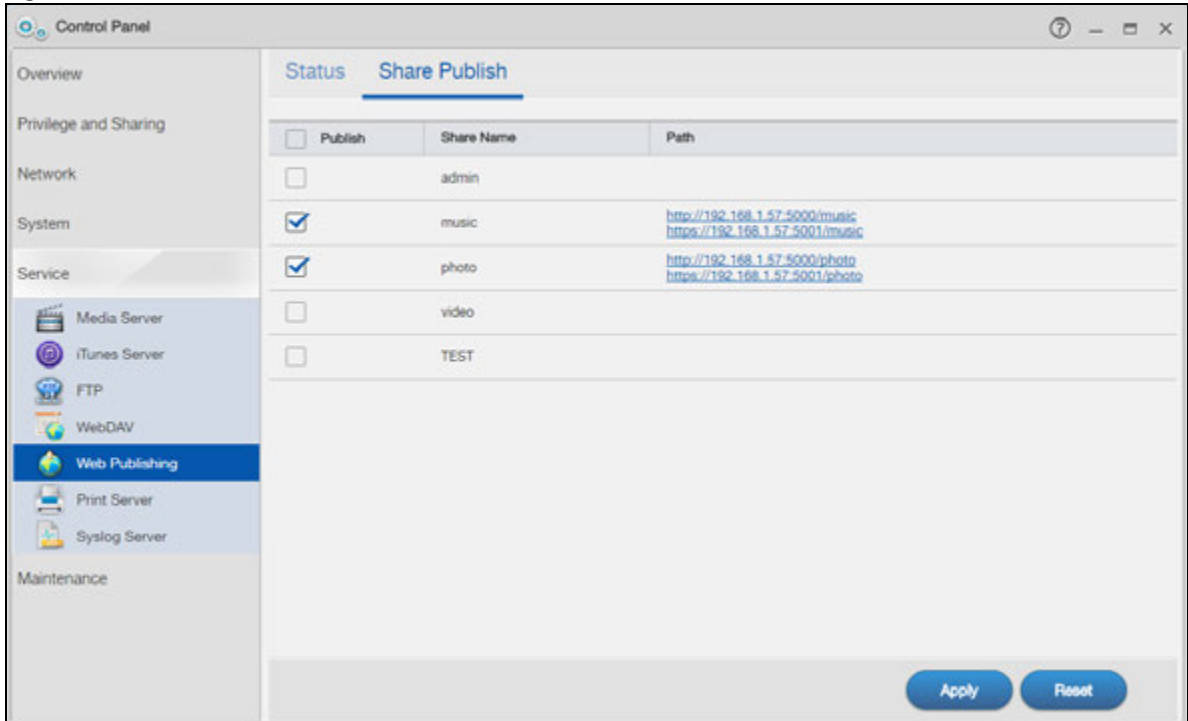 Control Panel
Overview
Privilege and Sharing
Network
System
Service
Media Server
iTunes Server
FTP
WebDAV
Web Publishing
Print Server
Syslog Server
Maintenance
Status Share Publish
Publish Share Name Path
admin
music http://192.168.1.57:5000/music
https://192.168.1.57:5001/music
photo http://192.168.1.57:5000/photo
https://192.168.1.57:5001/photo
video
TEST
Apply Reset